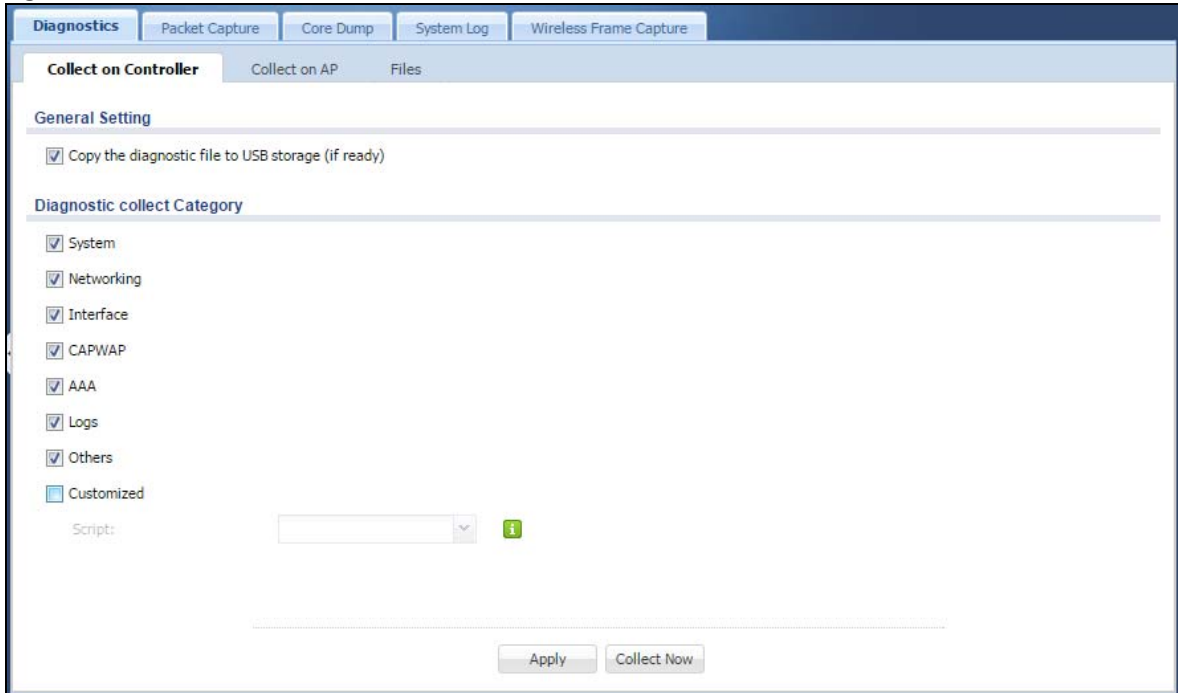 Diagnostics Packet Capture Core Dump System Log Wireless Frame Capture
Collect on Controller Collect on AP Files
General Setting
Copy the diagnostic file to USB storage (if ready)
Diagnostic collect Category
System
Networking
Interface
CAPWAP
AAA
Logs
Others
Customized
Script:
Apply Collect Now